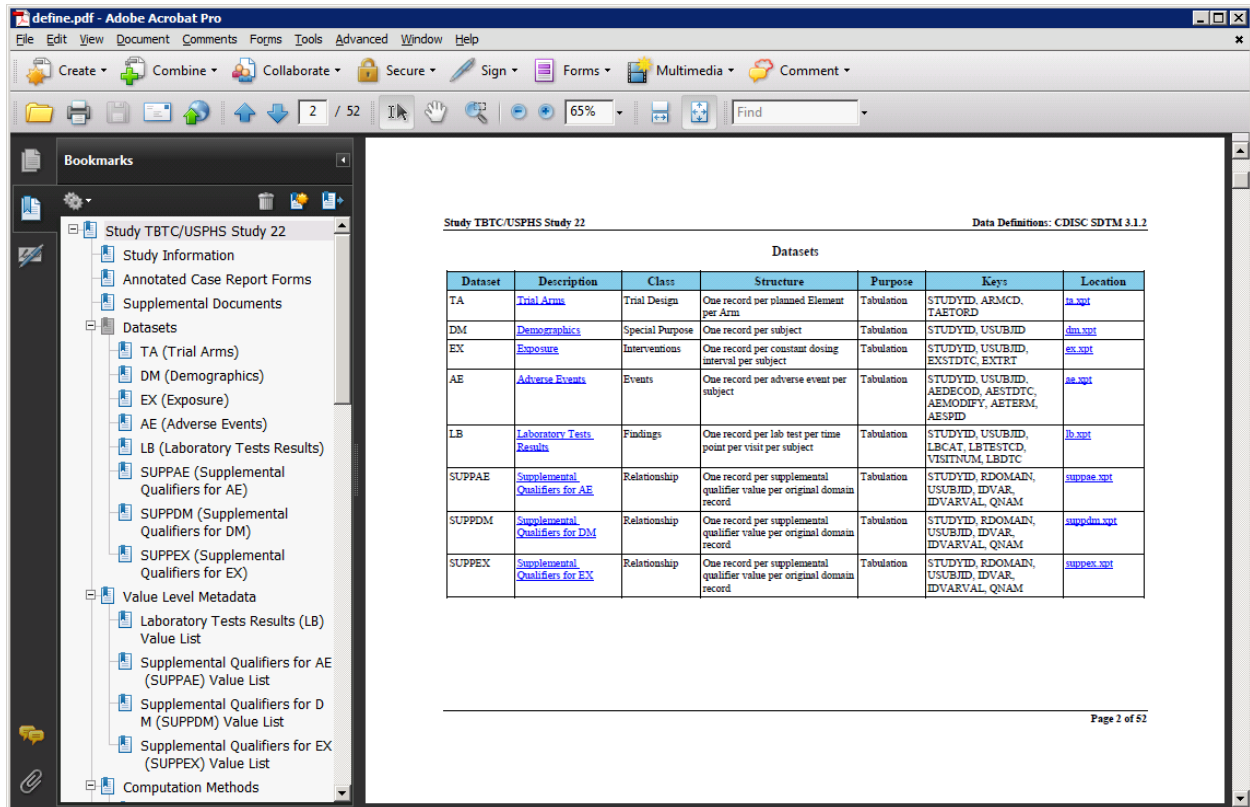 define.pdf - Adobe Acrobat Pro
File Edit View Document Comments Forms Tools Advanced Window Help
Create Combine Collaborate Secure Sign Forms Multimedia Comment
2 / 52 65% Find
Bookmarks
Study TBTC/USPHS Study 22
Study Information
Annotated Case Report Forms
Supplemental Documents
Datasets
TA (Trial Arms)
DM (Demographics)
EX (Exposure)
AE (Adverse Events)
LB (Laboratory Tests Results)
SUPPAE (Supplemental
Qualifiers for AE)
SUPPDM (Supplemental
Qualifiers for DM)
SUPPEX (Supplemental
Qualifiers for EX)
Value Level Metadata
Laboratory Tests Results (LB)
Value List
Supplemental Qualifiers for AE
(SUPPAE) Value List
Supplemental Qualifiers for D
M (SUPPDM) Value List
Supplemental Qualifiers for EX
(SUPPEX) Value List
Computation Methods
Study TBTC/USPHS Study 22 Data Definitions: CDISC SDTM 3.1.2
Datasets
Dataset Description Class Structure Purpose Keys Location
TA Trial Arms Trial Design One record per planned Element Tabulation STUDYID, ARMCD, ta.xpt
per Arm TAETORD
DM Demographics Special Purpose One record per subject Tabulation STUDYID, USUBJID dm.xpt
EX Exposure Interventions One record per constant dosing Tabulation STUDYID, USUBJID, ex.xpt
interval per subject EXSTDTC, EXTRT
AE Adverse Events Events One record per adverse event per Tabulation STUDYID, USUBJID, ae.xpt
subject AEDECOD, AESTDTC,
AEMODIFY, AETERM,
AESPID
LB Laboratory Tests Findings One record per lab test per time Tabulation STUDYID, USUBJID, lb.xpt
Results point per visit per subject LBCAT, LBTESTCD,
VISITNUM, LBDTC
SUPPAE Supplemental Relationship One record per supplemental Tabulation STUDYID, RDOMAIN, suppae.xpt
Qualifiers for AE qualifier value per original domain USUBJID, IDVAR,
record IDVARVAL, QNAM
SUPPDM Supplemental Relationship One record per supplemental Tabulation STUDYID, RDOMAIN, suppdm.xpt
Qualifiers for DM qualifier value per original domain USUBJID, IDVAR,
record IDVARVAL, QNAM
SUPPEX Supplemental Relationship One record per supplemental Tabulation STUDYID, RDOMAIN, suppex.xpt
Qualifiers for EX qualifier value per original domain USUBJID, IDVAR,
record IDVARVAL, QNAM
Page 2 of 52